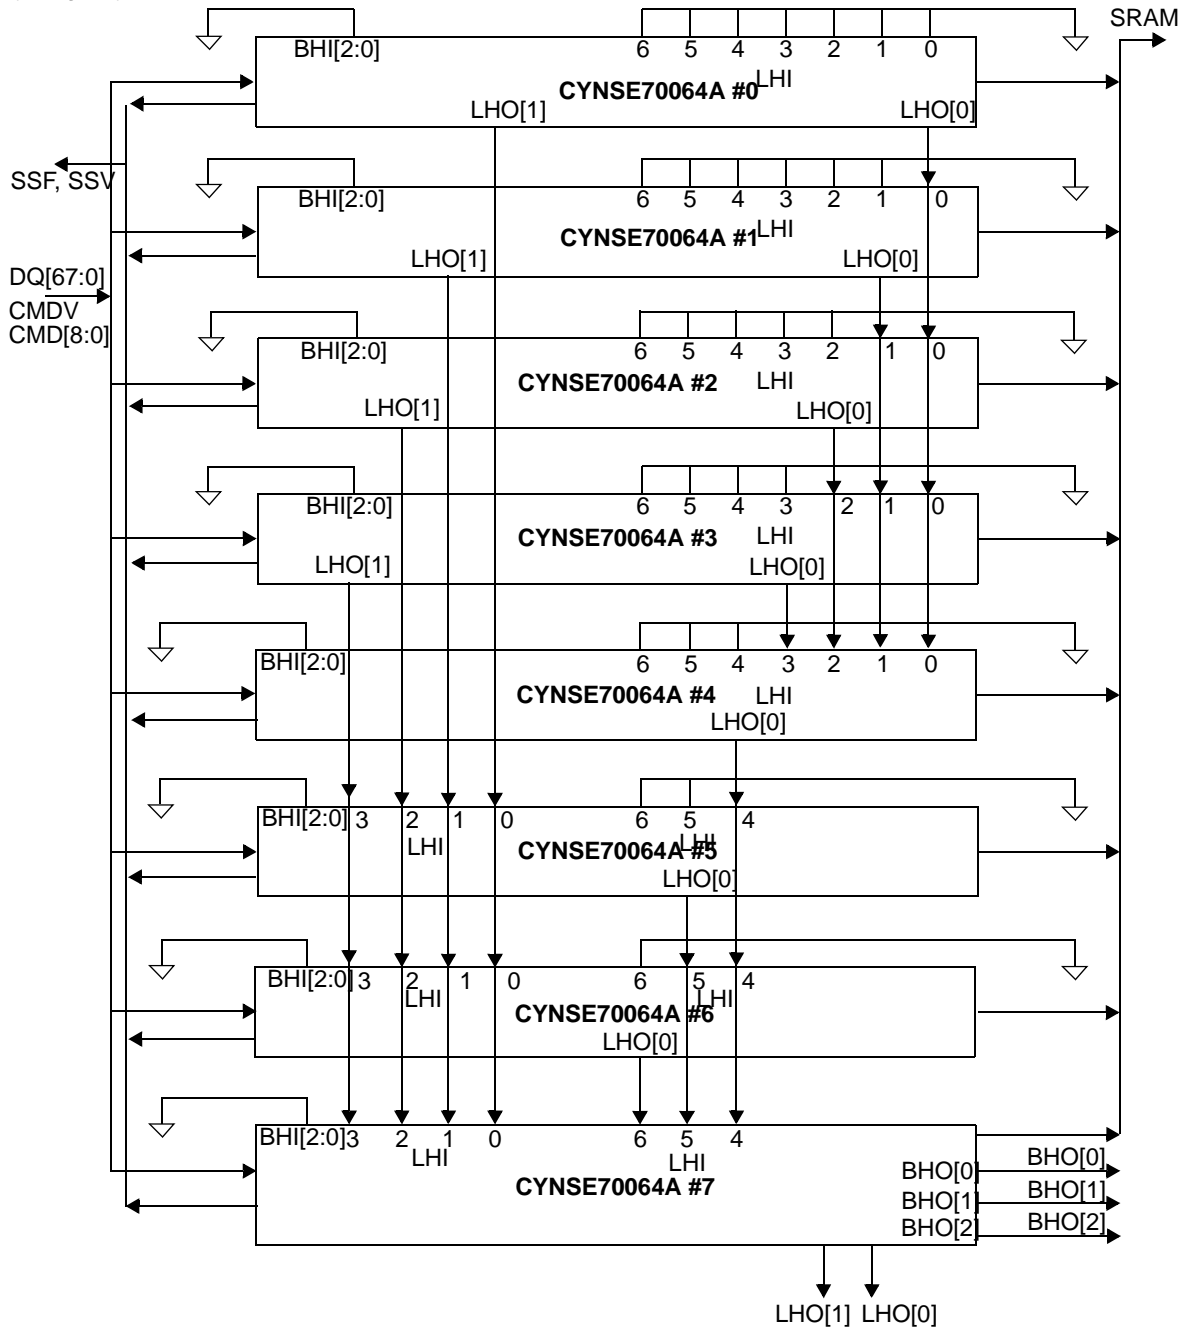 SRAM
BHI[2:0] 6 5 4 3 2 1 0
LHI
CYNSE70064A #0
LHO[1] LHO[0]
SSF, SSV
BHI[2:0] 6 5 4 3 2 1 0
LHI
CYNSE70064A #1
LHO[1] LHO[0]
DQ[67:0]
CMDV
CMD[8:0]
BHI[2:0] 6 5 4 3 2 1 0
CYNSE70064A #2 LHI
LHO[1] LHO[0]
BHI[2:0] 6 5 4 3 2 1 0
CYNSE70064A #3 LHI
LHO[1] LHO[0]
BHI[2:0] 6 5 4 3 2 1 0
CYNSE70064A #4 LHI
LHO[0]
BHI[2:0] 3 2 1 0 6 5 4
LHI CYNSE70064A #5 LHI
LHO[0]
BHI[2:0] 3 2 1 0 6 5 4
LHI LHI
CYNSE70064A #6
LHO[0]
BHI[2:0] 3 2 1 0 6 5 4
LHI LHI
CYNSE70064A #7
BHO[0] BHO[0]
BHO[1] BHO[1]
BHO[2] BHO[2]
LHO[1] LHO[0]